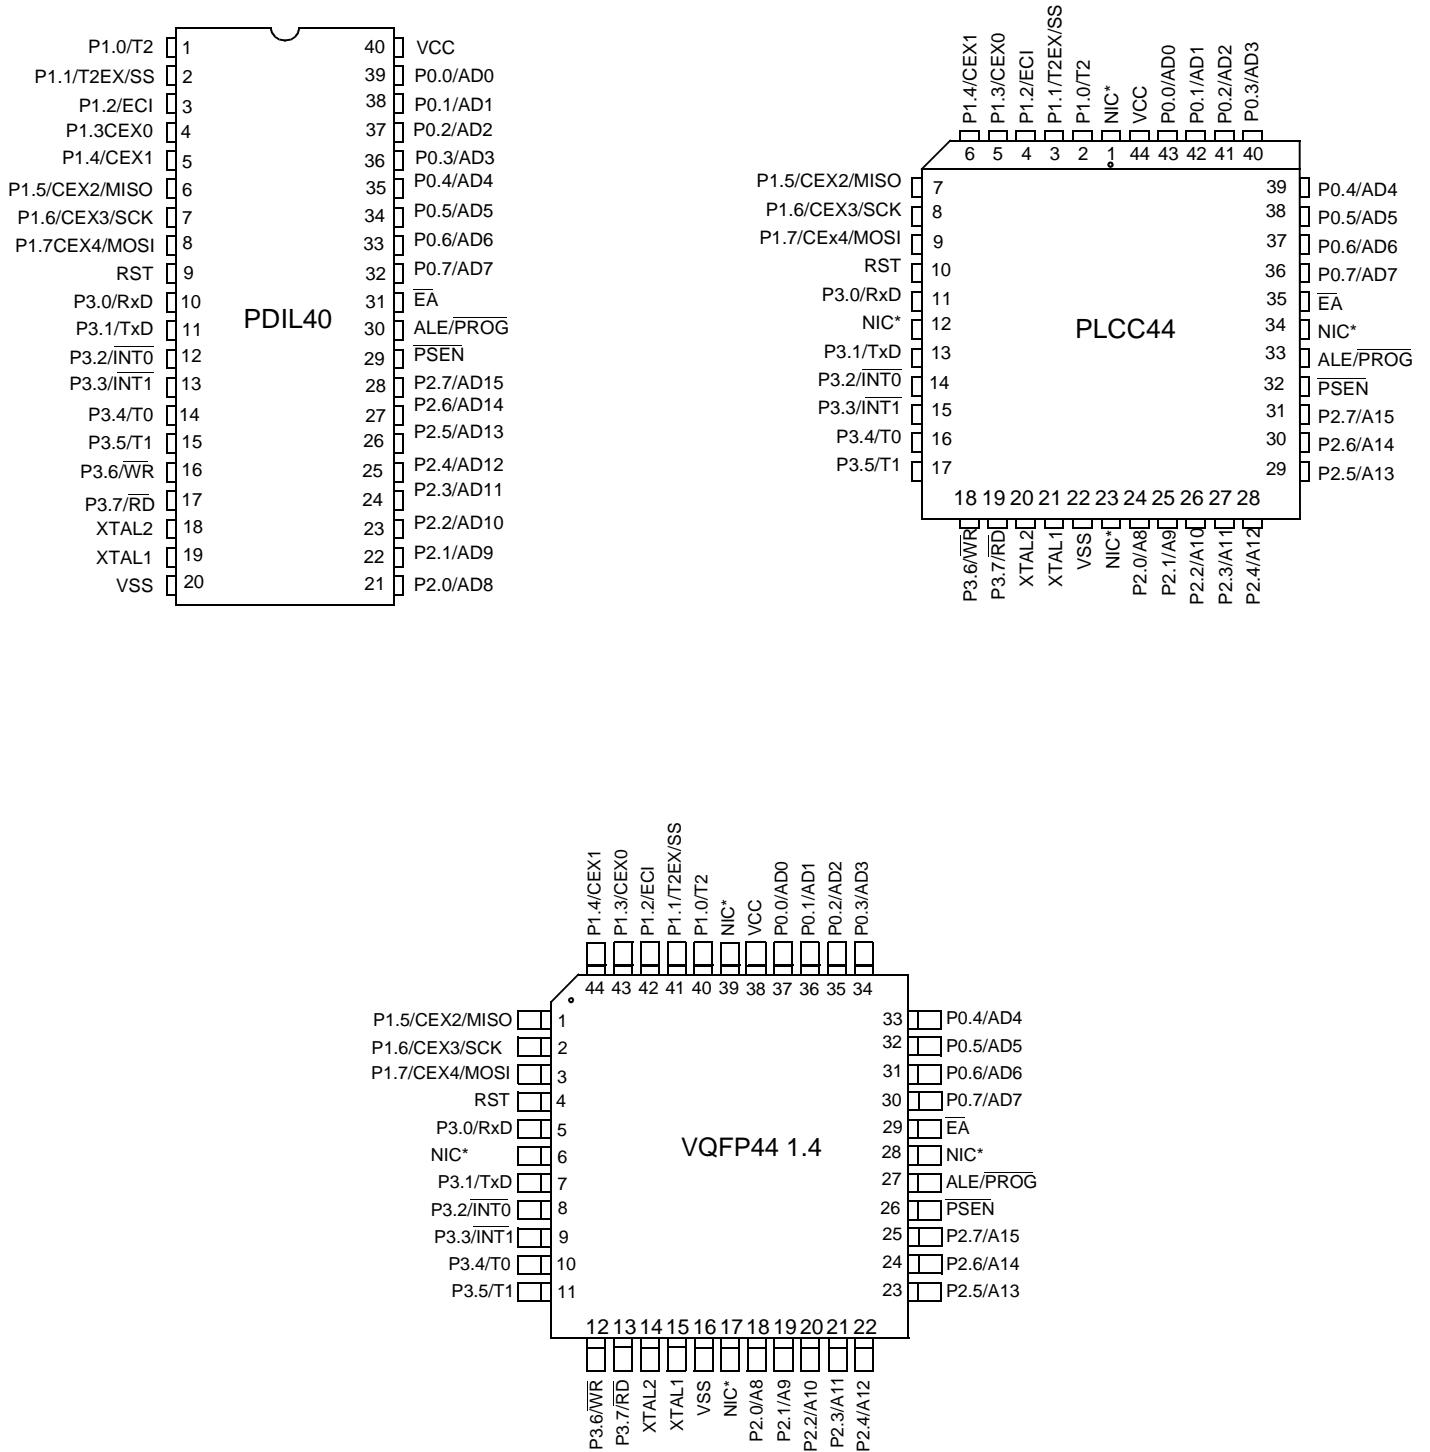 P1.0/T2 1 40 VCC
P1.1/T2EX/SS 2 39 P0.0/AD0
P1.2/ECI 3 38 P0.1/AD1
P1.3CEX0 4 37 P0.2/AD2
P1.4/CEX1 5 36 P0.3/AD3
P1.5/CEX2/MISO 6 35 P0.4/AD4
P1.6/CEX3/SCK 7 34 P0.5/AD5
P1.7CEX4/MOSI 8 33 P0.6/AD6
RST 9 32 P0.7/AD7
P3.0/RxD 10 31 E̅A̅
PDIL40
P3.1/TxD 11 30 ALE/P̅R̅O̅G̅
P3.2/I̅N̅T̅0̅ 12 29 P̅S̅E̅N̅
P3.3/I̅N̅T̅1̅ 13 28 P2.7/AD15
P3.4/T0 14 27 P2.6/AD14
P3.5/T1 15 26 P2.5/AD13
P3.6/W̅R̅ 16 25 P2.4/AD12
P3.7/R̅D̅ 17 24 P2.3/AD11
XTAL2 18 23 P2.2/AD10
XTAL1 19 22 P2.1/AD9
VSS 20 21 P2.0/AD8
P1.4/CEX1 P1.3/CEX0 P1.2/ECI P1.1/T2EX/SS P1.0/T2 NIC* VCC P0.0/AD0 P0.1/AD1 P0.2/AD2 P0.3/AD3
6 5 4 3 2 1 44 43 42 41 40
P1.5/CEX2/MISO 7 39 P0.4/AD4
P1.6/CEX3/SCK 8 38 P0.5/AD5
P1.7/CEx4/MOSI 9 37 P0.6/AD6
RST 10 36 P0.7/AD7
P3.0/RxD 11 35 E̅A̅
NIC* 12 PLCC44 34 NIC*
P3.1/TxD 13 33 ALE/P̅R̅O̅G̅
P3.2/I̅N̅T̅0̅ 14 32 P̅S̅E̅N̅
P3.3/I̅N̅T̅1̅ 15 31 P2.7/A15
P3.4/T0 16 30 P2.6/A14
P3.5/T1 17 29 P2.5/A13
18 19 20 21 22 23 24 25 26 27 28
P3.6/W̅R̅ P3.7/R̅D̅ XTAL2 XTAL1 VSS NIC* P2.0/A8 P2.1/A9 P2.2/A10 P2.3/A11 P2.4/A12
P1.4/CEX1 P1.3/CEX0 P1.2/ECI P1.1/T2EX/SS P1.0/T2 NIC* VCC P0.0/AD0 P0.1/AD1 P0.2/AD2 P0.3/AD3
44 43 42 41 40 39 38 37 36 35 34
P1.5/CEX2/MISO 1 33 P0.4/AD4
P1.6/CEX3/SCK 2 32 P0.5/AD5
P1.7/CEX4/MOSI 3 31 P0.6/AD6
RST 4 30 P0.7/AD7
P3.0/RxD 5 29 E̅A̅
VQFP44 1.4
NIC* 6 28 NIC*
P3.1/TxD 7 27 ALE/P̅R̅O̅G̅
P3.2/I̅N̅T̅0̅ 8 26 P̅S̅E̅N̅
P3.3/I̅N̅T̅1̅ 9 25 P2.7/A15
P3.4/T0 10 24 P2.6/A14
P3.5/T1 11 23 P2.5/A13
12 13 14 15 16 17 18 19 20 21 22
P3.6/W̅R̅ P3.7/R̅D̅ XTAL2 XTAL1 VSS NIC* P2.0/A8 P2.1/A9 P2.2/A10 P2.3/A11 P2.4/A12